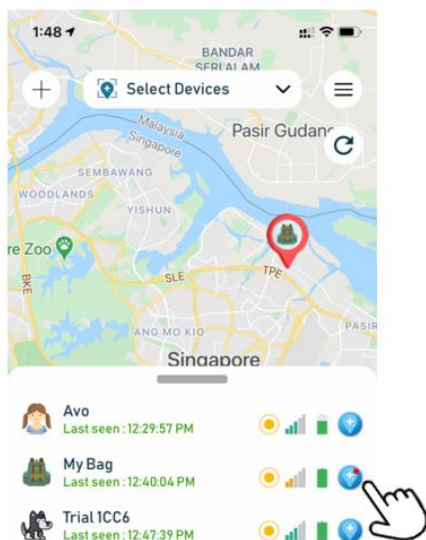 1:48
BANDAR
SERI ALAM
Select Devices
Malaysia
Singapore
Pasir Gudang
SEMBAWANG
WOODLANDS
YISHUN
re Zoo
BKE
SLE
TPE
ANG MO KIO
PASIR
Singapore
Avo
Last seen : 12:29:57 PM
My Bag
Last seen : 12:40:04 PM
Trial 1CC6
Last seen : 12:47:39 PM